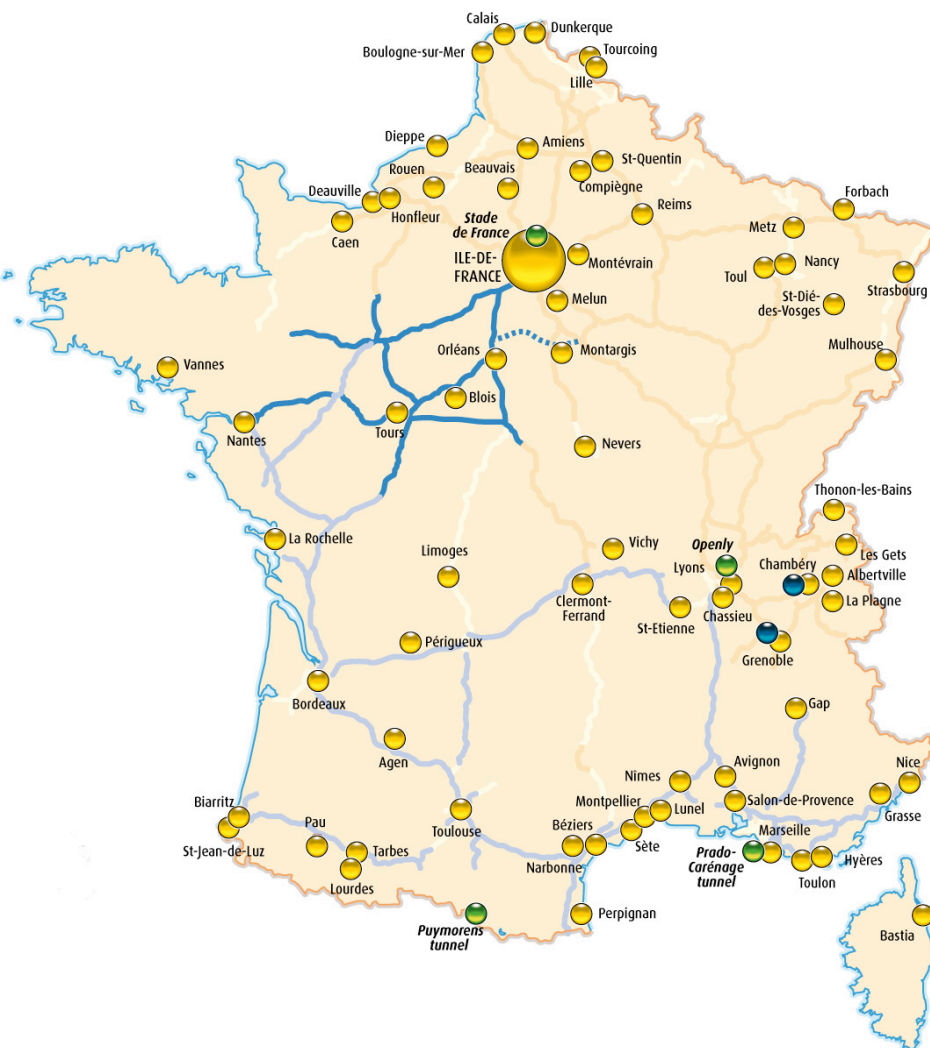 Calais
Dunkerque
Boulogne-sur-Mer
Tourcoing
Lille
Dieppe
Amiens
St-Quentin
Rouen
Beauvais
Compiègne
Deauville
Honfleur
Reims
Forbach
Caen
Stade
de France
Metz
ILE-DE-
FRANCE
Montévrain
Nancy
Toul
Strasbourg
Melun
St-Dié-
des-Vosges
Orléans
Montargis
Mulhouse
Vannes
Blois
Nantes
Tours
Nevers
Thonon-les-Bains
La Rochelle
Limoges
Vichy
Openly
Lyons
Chambéry
Les Gets
Albertville
La Plagne
Clermont-
Ferrand
Chassieu
St-Etienne
Périgueux
Grenoble
Bordeaux
Gap
Agen
Avignon
Nîmes
Nice
Biarritz
Montpellier
Lunel
Salon-de-Provence
Grasse
Pau
Toulouse
Béziers
Sète
Marseille
St-Jean-de-Luz
Tarbes
Narbonne
Prado-
Carénage
tunnel
Hyères
Toulon
Lourdes
Puymorens
tunnel
Perpignan
Bastia